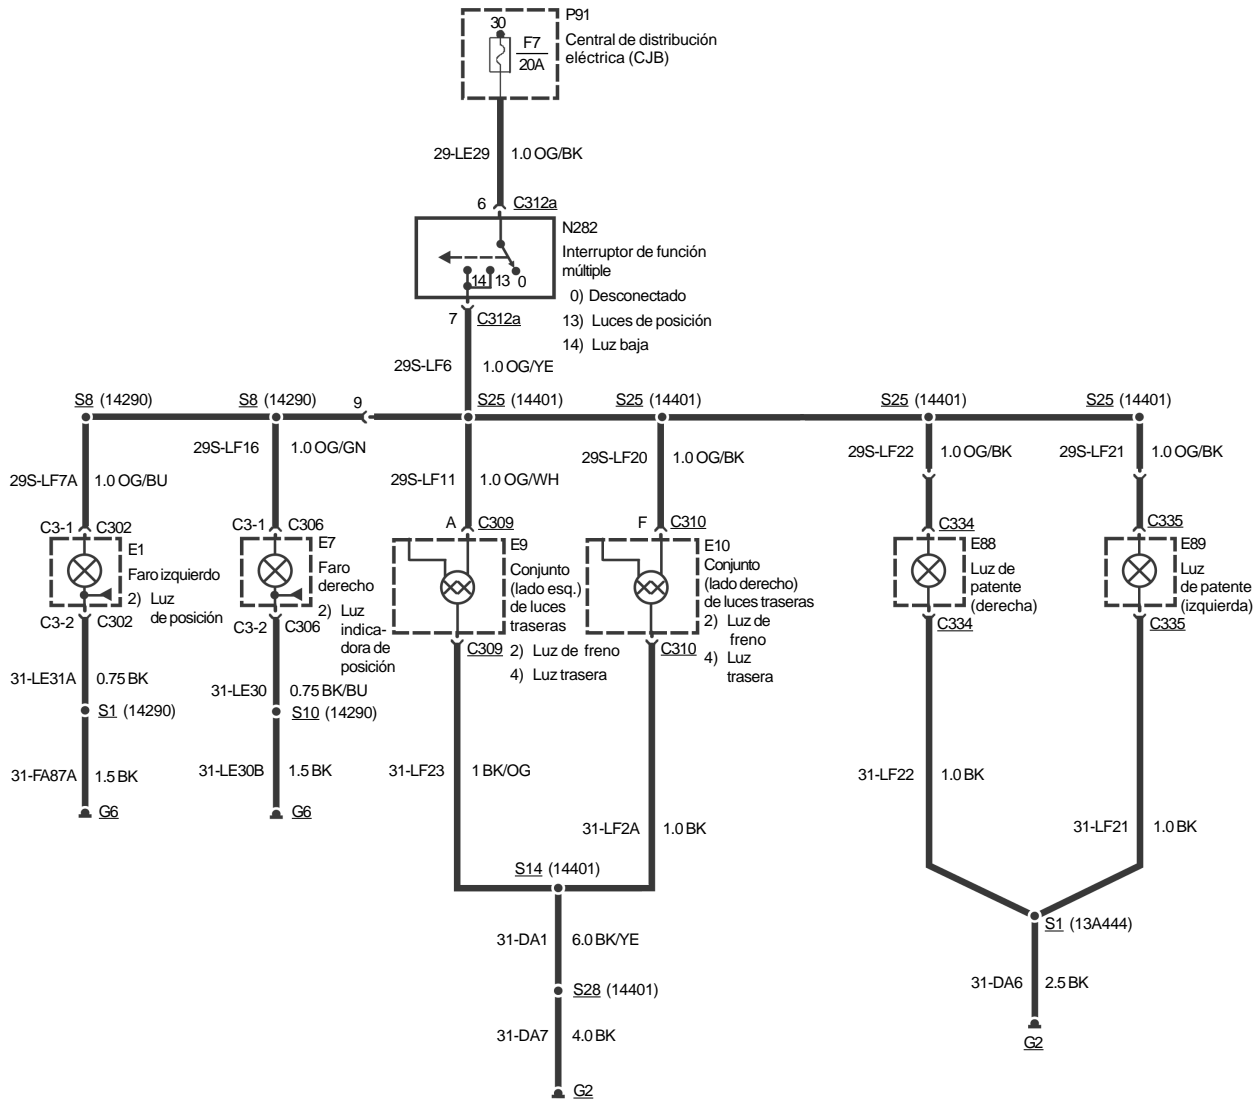 P91
30
F7
20A
Central de distribución
eléctrica (CJB)
29-LE29 1.0 OG/BK
6 C312a
N282
Interruptor de función
múltiple
14 13 0
0) Desconectado
13) Luces de posición
14) Luz baja
7 C312a
29S-LF6 1.0 OG/YE
S8 (14290) S8 (14290) 9 S25 (14401) S25 (14401) S25 (14401) S25 (14401)
29S-LF16 1.0 OG/GN
29S-LF20 1.0 OG/BK
29S-LF22 1.0 OG/BK
29S-LF21 1.0 OG/BK
29S-LF7A 1.0 OG/BU
29S-LF11 1.0 OG/WH
C3-1 C302
C3-1 C306
A C309
F C310
C334
C335
E1
Faro izquierdo
2) Luz
de posición
E7
Faro
derecho
2) Luz
indica-
dora de
posición
E9
Conjunto
(lado esq.)
de luces
traseras
2) Luz de freno
4) Luz trasera
E10
Conjunto
(lado derecho)
de luces traseras
2) Luz de
freno
4) Luz
trasera
E88
Luz de
patente
(derecha)
E89
Luz
de patente
(izquierda)
C3-2 C302
C3-2 C306
C309
C310
C334
C335
31-LE31A 0.75 BK
31-LE30 0.75 BK/BU
S1 (14290)
S10 (14290)
31-FA87A 1.5 BK
31-LE30B 1.5 BK
31-LF23 1 BK/OG
31-LF22 1.0 BK
G6
G6
31-LF2A 1.0 BK
31-LF21 1.0 BK
S14 (14401)
S1 (13A444)
31-DA1 6.0 BK/YE
31-DA6 2.5 BK
S28 (14401)
31-DA7 4.0 BK
G2
G2